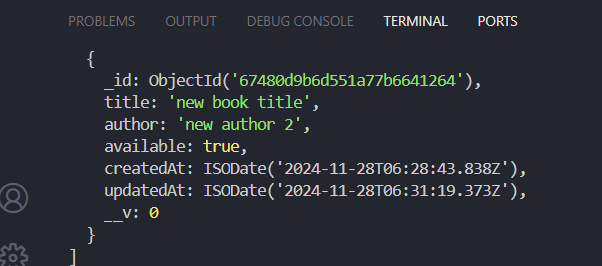 PROBLEMS OUTPUT DEBUG CONSOLE TERMINAL PORTS
{
_id: ObjectId('67480d9b6d551a77b6641264'),
title: 'new book title',
author: 'new author 2',
available: true,
createdAt: ISODate('2024-11-28T06:28:43.838Z'),
updatedAt: ISODate('2024-11-28T06:31:19.373Z'),
__v: 0
}
]